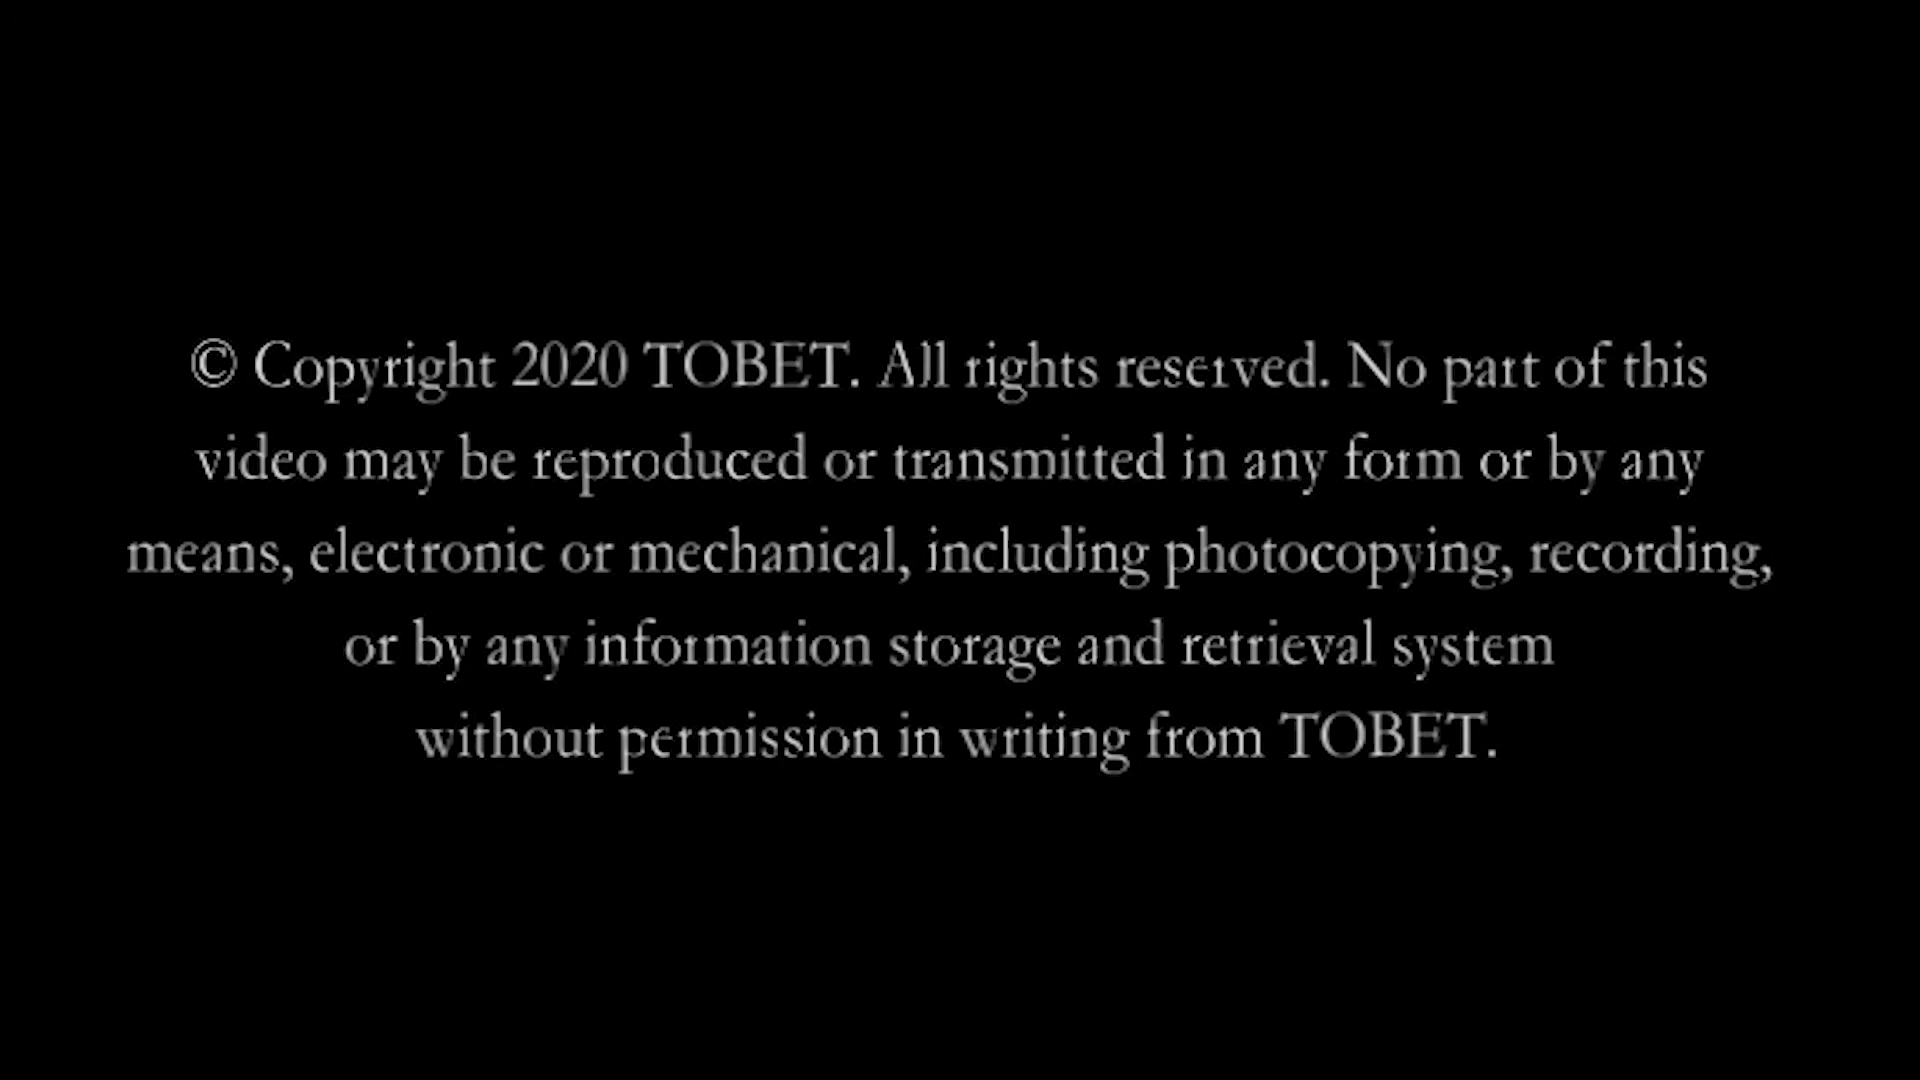 © Copyright 2020 TOBET. All rights reserved. No part of this
video may be reproduced or transmitted in any form or by any
means, electronic or mechanical, including photocopying, recording,
or by any information storage and retrieval system
without permission in writing from TOBET.